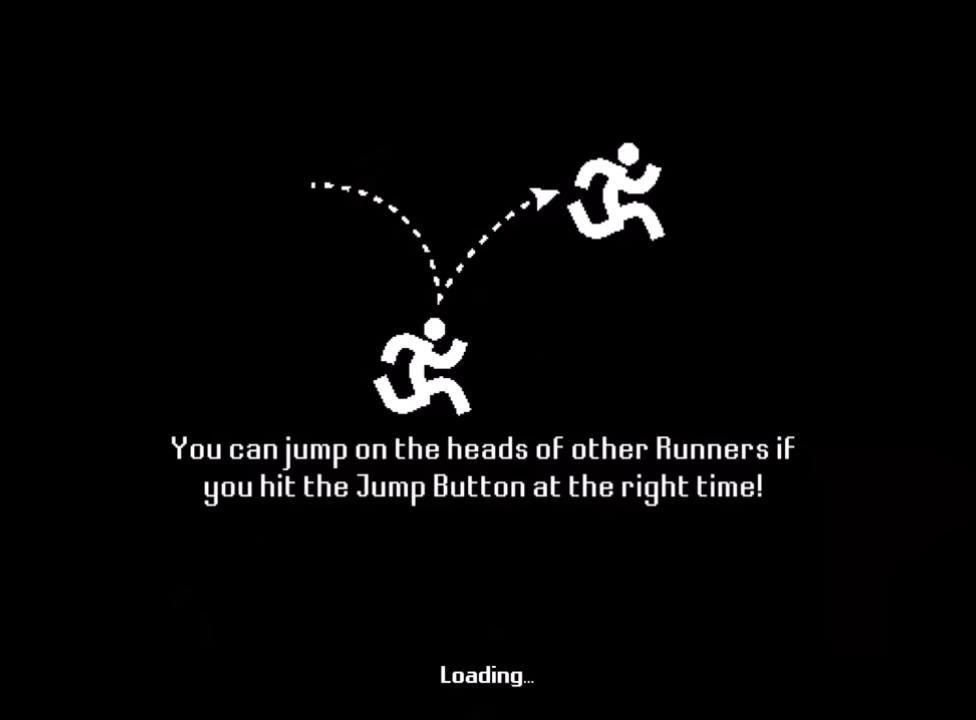 You can jump on the heads of other Runners if
you hit the Jump Button at the right time!
Loading...